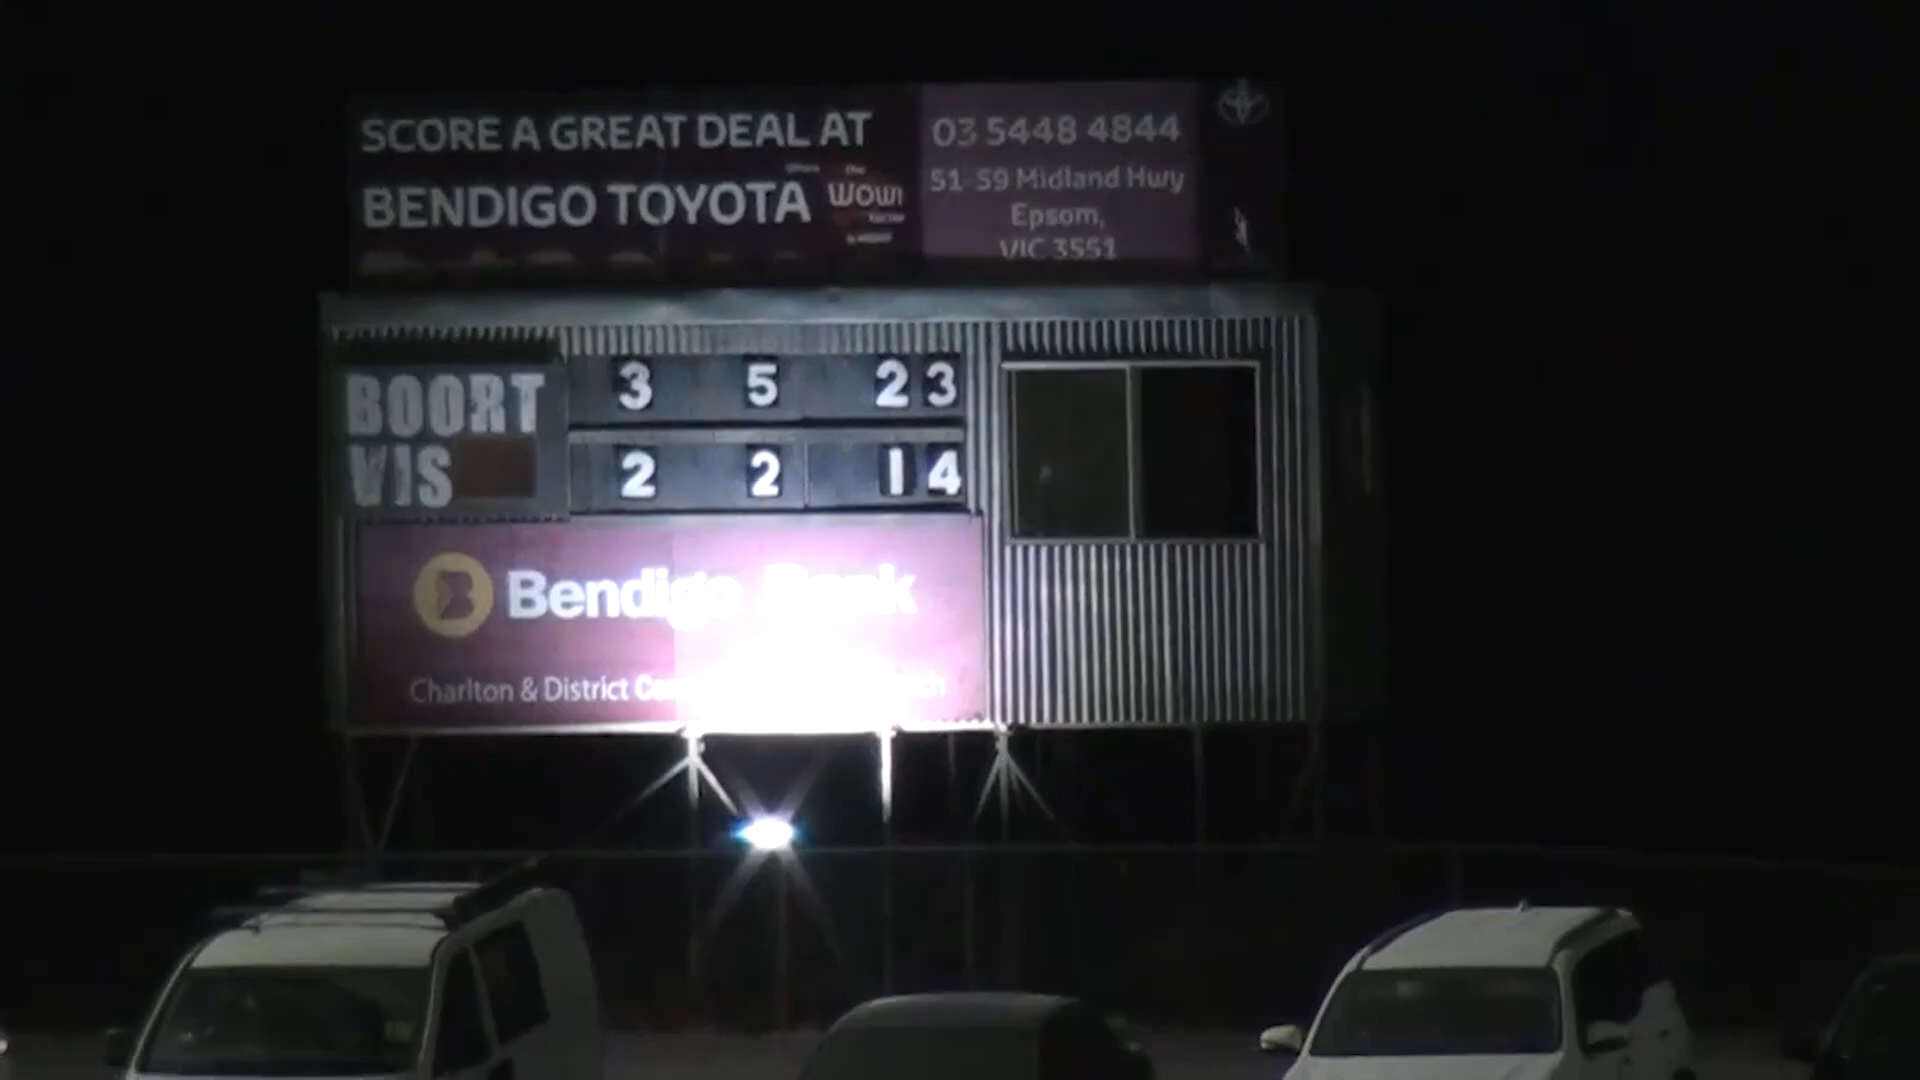 SCORE A GREAT DEAL AT
BENDIGO TOYOTA
WOW!
03 5448 4844
51-59 Midland Hwy
Epsom,
VIC 3551
BOORT 3 5 23
VIS 2 2 14
Bendigo Bank
Charlton & District